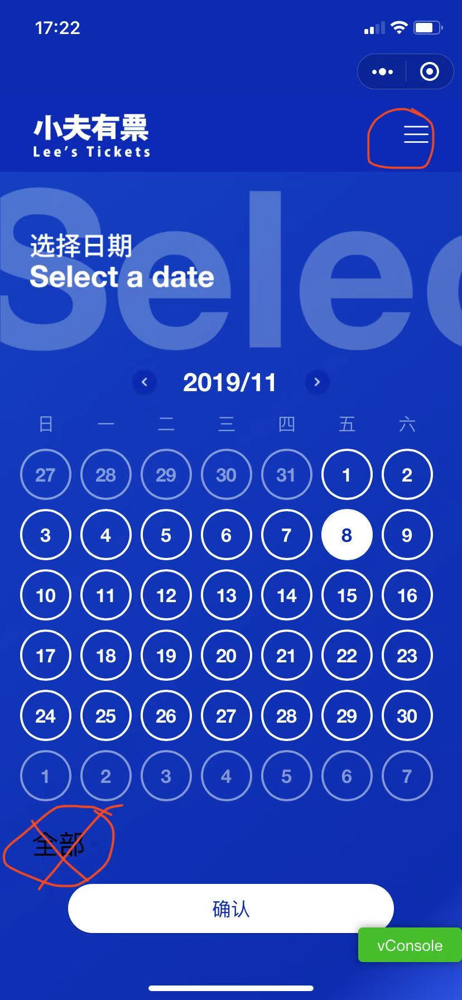 17:22
小夫有票
Lee's Tickets
Selec
选择日期
Select a date
2019/11
日 一 二 三 四 五 六
27 28 29 30 31 1 2
3 4 5 6 7 8 9
10 11 12 13 14 15 16
17 18 19 20 21 22 23
24 25 26 27 28 29 30
1 2 3 4 5 6 7
全部
确认
vConsole